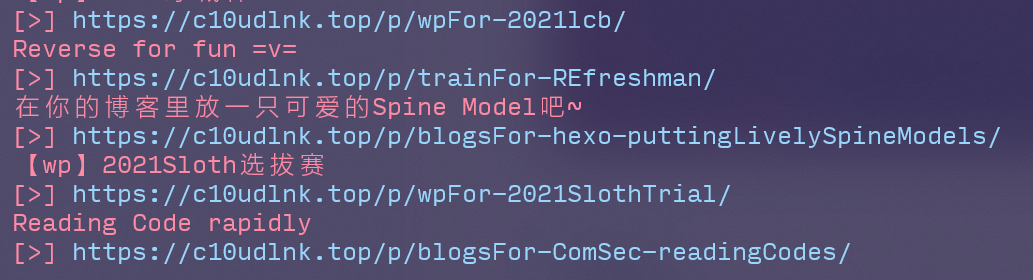 [>] https://c10udlnk.top/p/wpFor-2021lcb/
Reverse for fun =v=
[>] https://c10udlnk.top/p/trainFor-REfreshman/
在你的博客里放一只可爱的Spine Model吧~
[>] https://c10udlnk.top/p/blogsFor-hexo-puttingLivelySpineModels/
【wp】2021Sloth选拔赛
[>] https://c10udlnk.top/p/wpFor-2021SlothTrial/
Reading Code rapidly
[>] https://c10udlnk.top/p/blogsFor-ComSec-readingCodes/